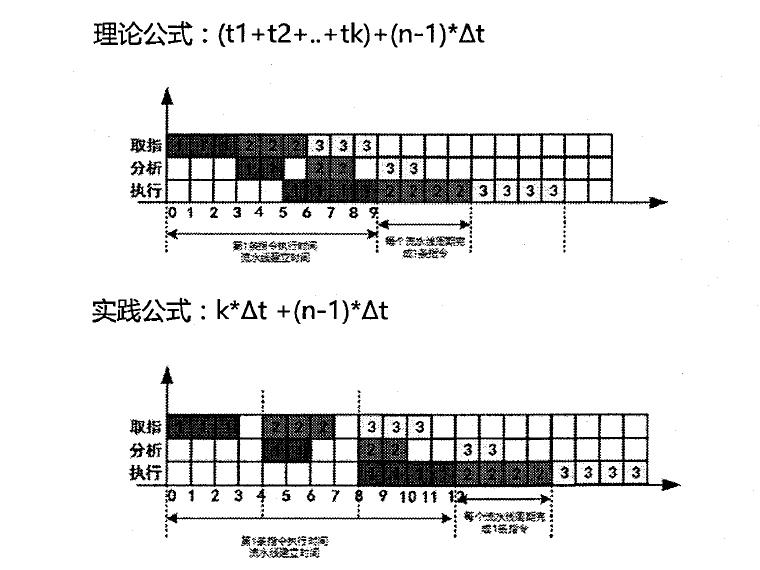 理论公式：(t1+t2+..+tk)+(n-1)*Δt
取指 1 1 1 2 2 2 3 3 3
分析 1 1 2 2 3 3
执行 1 1 1 1 2 2 2 2 3 3 3 3
0 1 2 3 4 5 6 7 8 9
第1条指令执行时间 每个流水线周期完
流水线建立时间 成1条指令
实践公式：k*Δt +(n-1)*Δt
取指 1 1 1 2 2 2 3 3 3
分析 1 1 2 2 3 3
执行 1 1 1 1 2 2 2 2 3 3 3 3
0 1 2 3 4 5 6 7 8 9 10 11 12
每个流水线周期完
成1条指令
第1条指令执行时间
流水线建立时间